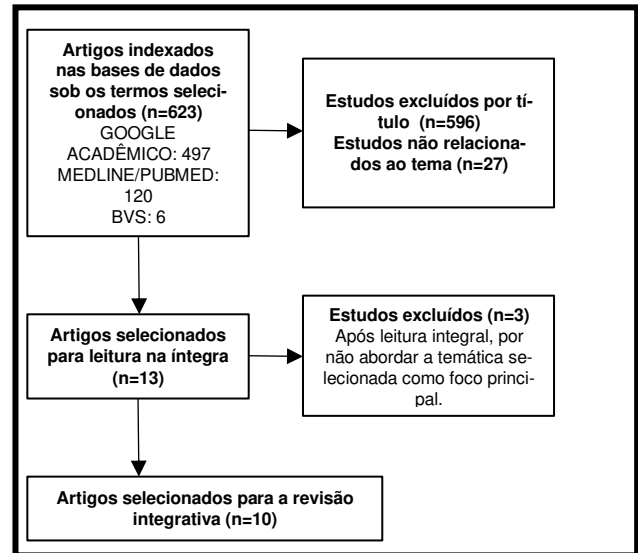 Artigos indexados
nas bases de dados
sob os termos seleci-
onados (n=623)
GOOGLE
ACADÊMICO: 497
MEDLINE/PUBMED:
120
BVS: 6
Estudos excluídos por tí-
tulo (n=596)
Estudos não relaciona-
dos ao tema (n=27)
Artigos selecionados
para leitura na íntegra
(n=13)
Estudos excluídos (n=3)
Após leitura integral, por
não abordar a temática se-
lecionada como foco princi-
pal.
Artigos selecionados para a revisão
integrativa (n=10)